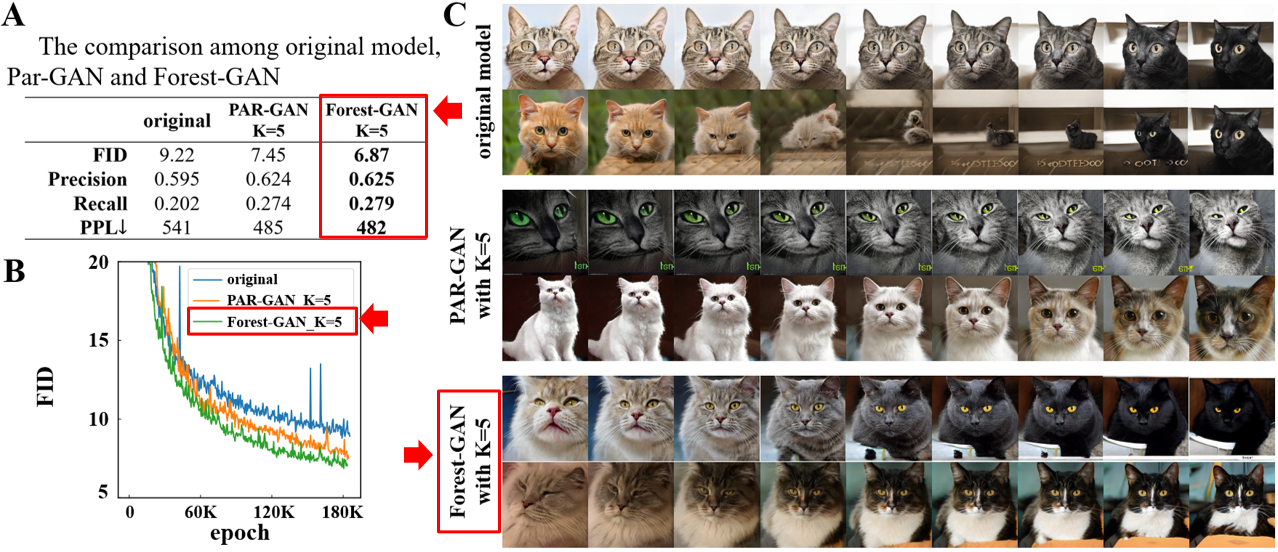 A
The comparison among original model,
Par-GAN and Forest-GAN
original PAR-GAN K=5 Forest-GAN K=5
FID 9.22 7.45 6.87
Precision 0.595 0.624 0.625
Recall 0.202 0.274 0.279
PPL↓ 541 485 482
B
20
15
10
5
FID
original
PAR-GAN_K=5
Forest-GAN_K=5
0 60K 120K 180K
epoch
C
original model
PAR-GAN
with K=5
Forest-GAN
with K=5